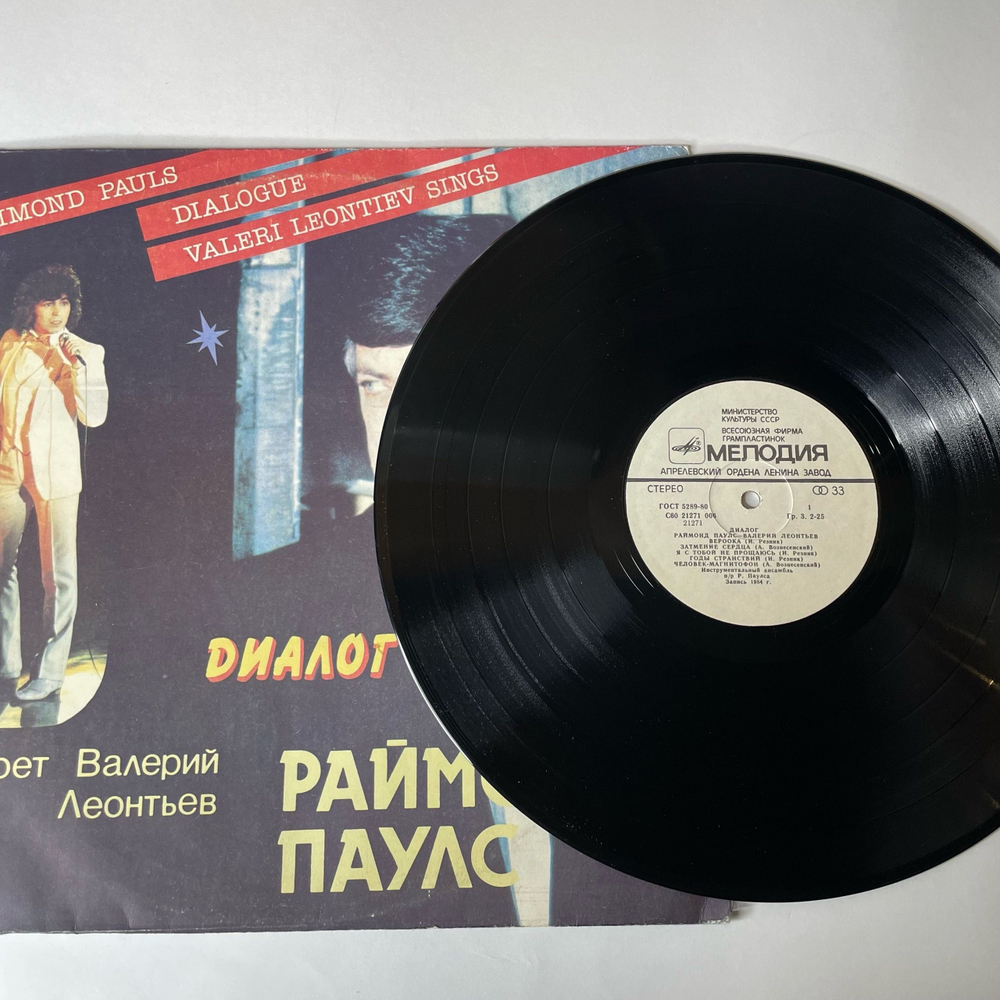 IMOND PAULS
DIALOGUE
VALERI LEONTIEV SINGS
ДИАЛОГ
оет Валерий
Леонтьев
РАЙМО
ПАУЛС
МИНИСТЕРСТВО
КУЛЬТУРЫ СССР
ВСЕСОЮЗНАЯ ФИРМА
ГРАМПЛАСТИНОК
МЕЛОДИЯ
АПРЕЛЕВСКИЙ ОРДЕНА ЛЕНИНА ЗАВОД
СТЕРЕО 33
ГОСТ 5289-80 1
С60 21271 006 Гр. 3. 2-25
21271
ДИАЛОГ
РАЙМОНД ПАУЛС—ВАЛЕРИЙ ЛЕОНТЬЕВ
ВЕРООКА (И. Резник)
ЗАТМЕНИЕ СЕРДЦА (А. Вознесенский)
Я С ТОБОЙ НЕ ПРОЩАЮСЬ (И. Резник)
ГОДЫ СТРАНСТВИЙ (И. Резник)
ЧЕЛОВЕК-МАГНИТОФОН (А. Вознесенский)
Инструментальный ансамбль
п/р Р. Паулса
Запись 1984 г.